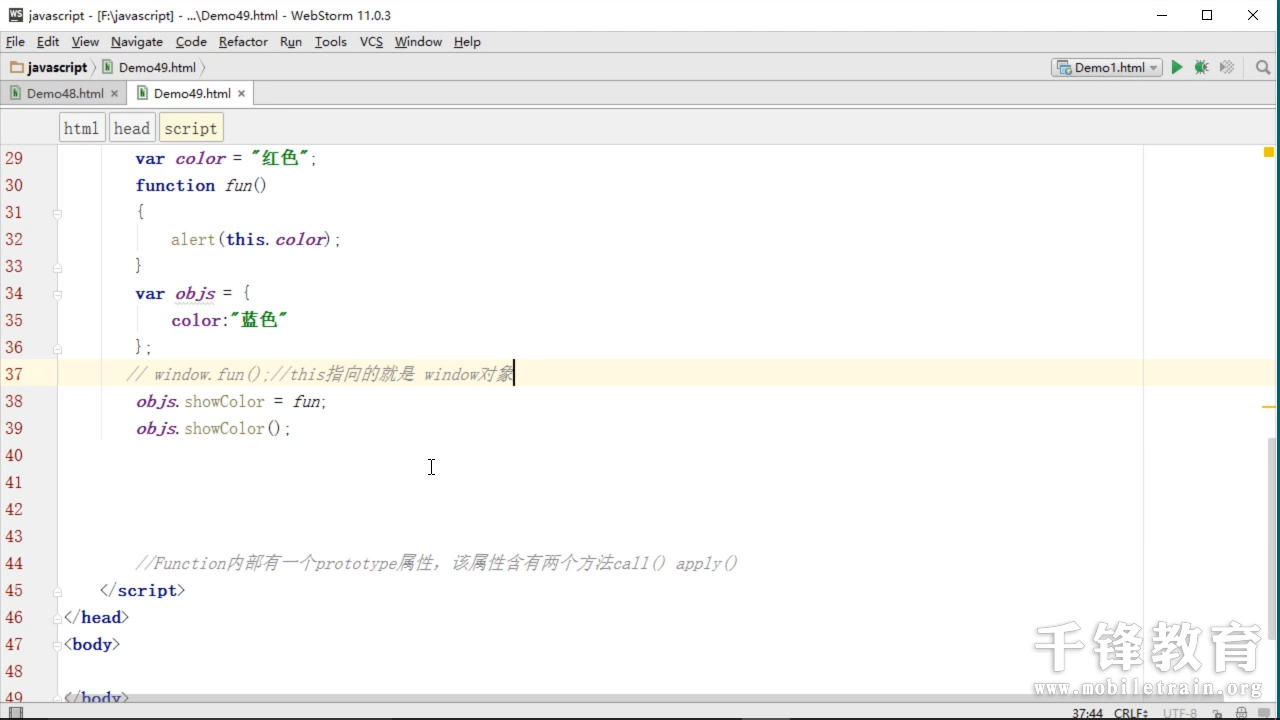 WS javascript - [F:\javascript] - ...\Demo49.html - WebStorm 11.0.3
File Edit View Navigate Code Refactor Run Tools VCS Window Help
javascript Demo49.html Demo1.html
Demo48.html Demo49.html
html head script
29 var color = "红色";
30 function fun()
31 {
32 alert(this.color);
33 }
34 var objs = {
35 color:"蓝色"
36 };
37 // window.fun();//this指向的就是 window对象
38 objs.showColor = fun;
39 objs.showColor();
40
41
42
43
44 //Function内部有一个prototype属性，该属性含有两个方法call() apply()
45 </script>
46 </head>
47 <body>
48
49 </body>
千锋教育
www.mobiletrain.org
37:44 CRLF UTF-8